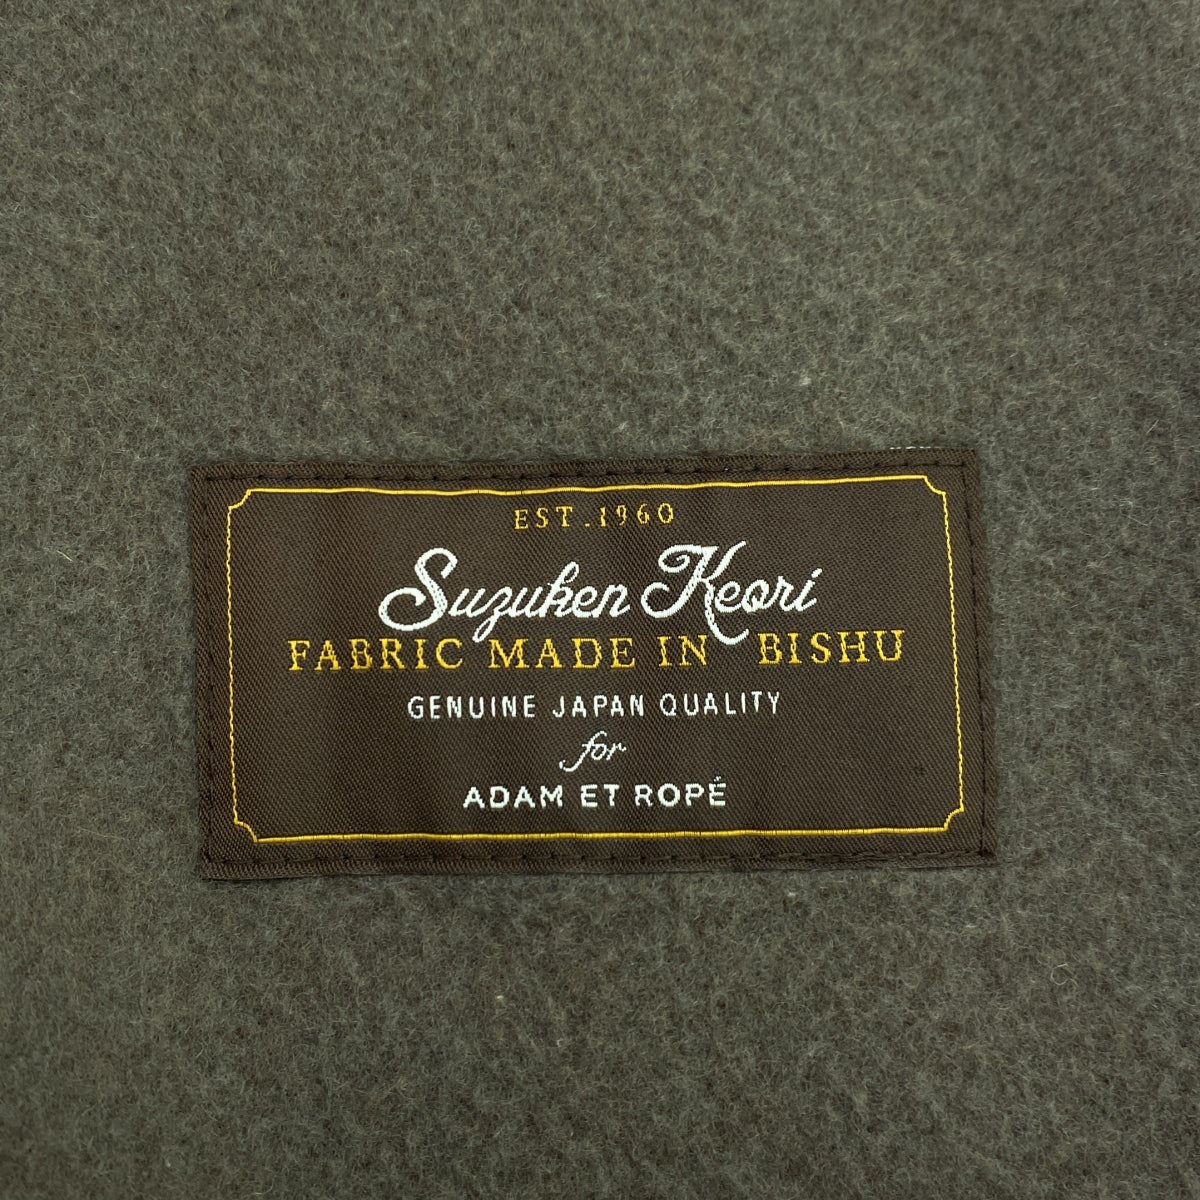 EST.1960
Suzuken Keori
FABRIC MADE IN BISHU
GENUINE JAPAN QUALITY
for
ADAM ET ROPÉ